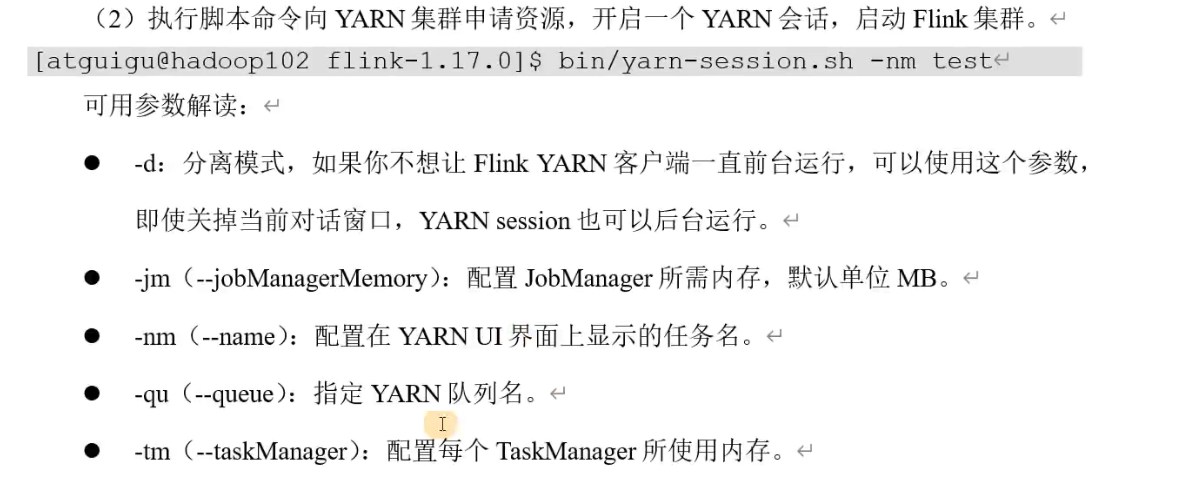 （2）执行脚本命令向 YARN 集群申请资源，开启一个 YARN 会话，启动 Flink 集群。
[atguigu@hadoop102 flink-1.17.0]$ bin/yarn-session.sh -nm test
可用参数解读：
● -d：分离模式，如果你不想让 Flink YARN 客户端一直前台运行，可以使用这个参数，
即使关掉当前对话窗口，YARN session 也可以后台运行。
● -jm（--jobManagerMemory）：配置 JobManager 所需内存，默认单位 MB。
● -nm（--name）：配置在 YARN UI 界面上显示的任务名。
● -qu（--queue）：指定 YARN 队列名。
● -tm（--taskManager）：配置每个 TaskManager 所使用内存。